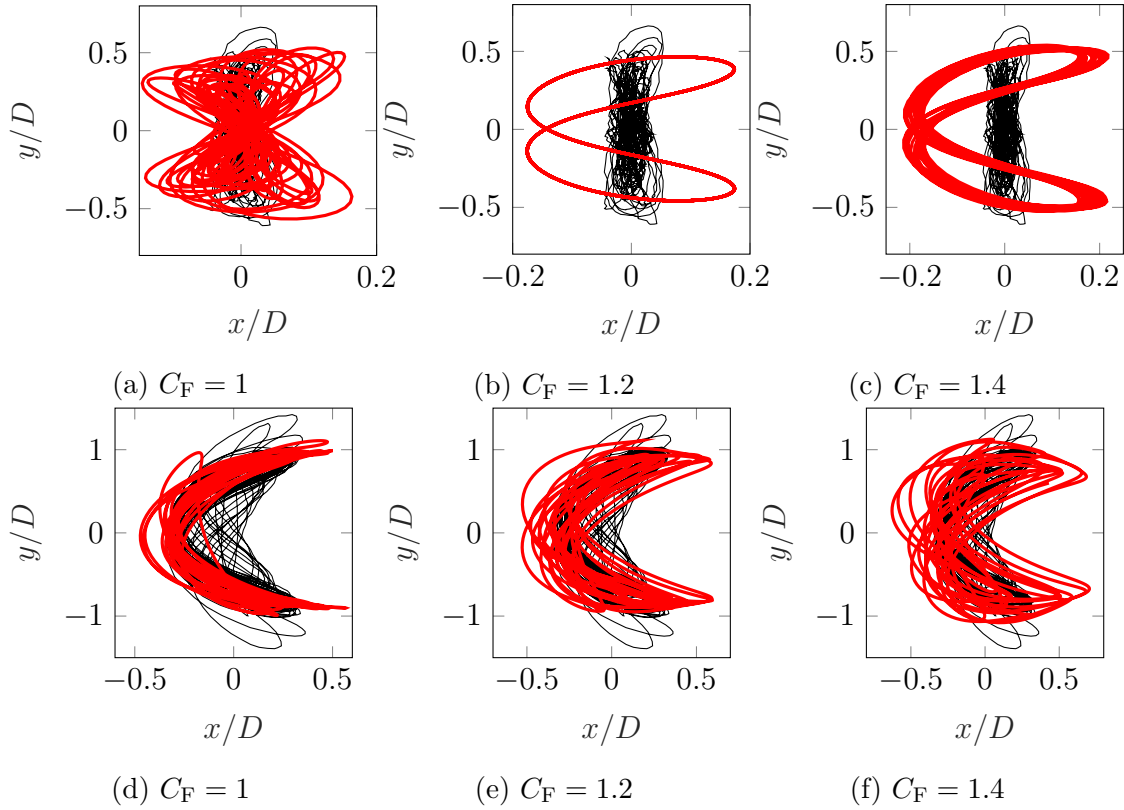 0.5
0
−0.5
y/D
0
0.2
x/D
(a) C_F = 1
0.5
0
−0.5
y/D
−0.2
0
0.2
x/D
(b) C_F = 1.2
0.5
0
−0.5
y/D
−0.2
0
0.2
x/D
(c) C_F = 1.4
1
0
−1
y/D
−0.5
0
0.5
x/D
(d) C_F = 1
1
0
−1
y/D
−0.5
0
0.5
x/D
(e) C_F = 1.2
1
0
−1
y/D
−0.5
0
0.5
x/D
(f) C_F = 1.4